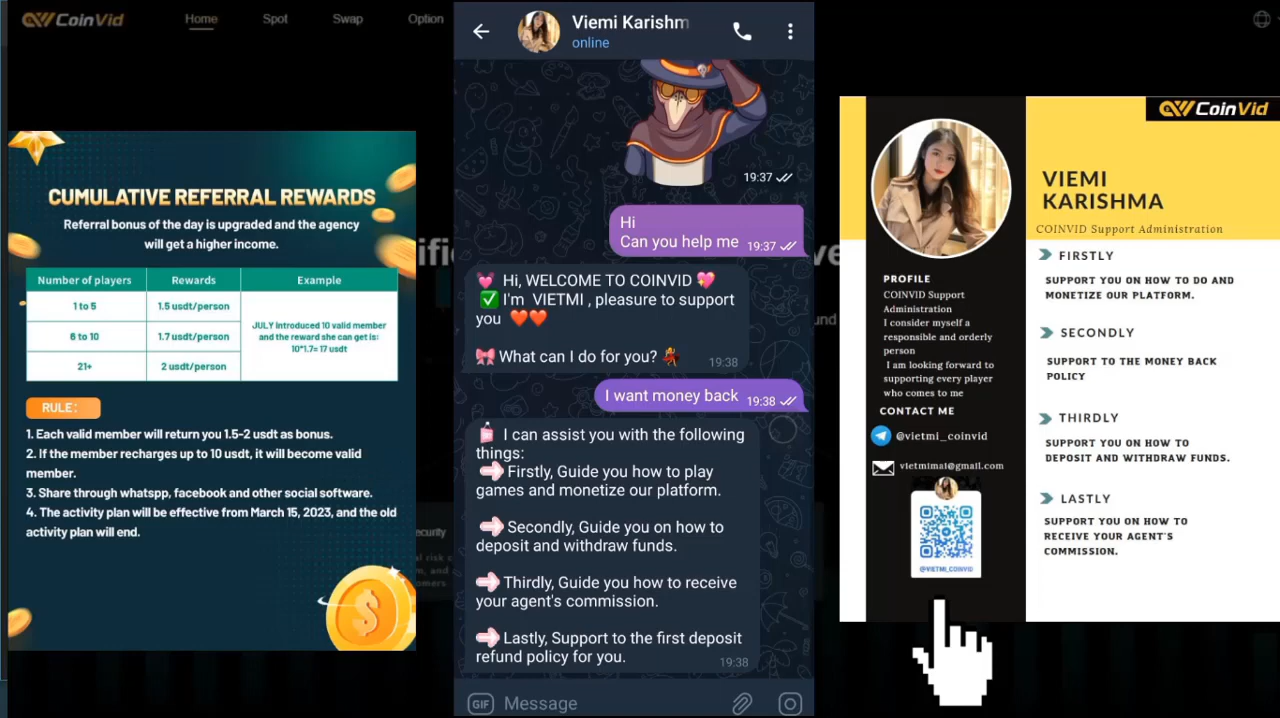 CoinVid
Home
Spot
Swap
Option
CUMULATIVE REFERRAL REWARDS
Referral bonus of the day is upgraded and the agency
will get a higher income.
Number of players
Rewards
Example
1 to 5
1.5 usdt/person
6 to 10
1.7 usdt/person
21+
2 usdt/person
JULY introduced 10 valid member
and the reward she can get is:
10*1.7= 17 usdt
RULE:
1. Each valid member will return you 1.5-2 usdt as bonus.
2. If the member recharges up to 10 usdt, it will become valid
member.
3. Share through whatspp, facebook and other social software.
4. The activity plan will be effective from March 15, 2023, and the old
activity plan will end.
Viemi Karishm
online
19:37
Hi
Can you help me
19:37
Hi, WELCOME TO COINVID
I'm VIETMI , pleasure to support
you
What can I do for you?
19:38
I want money back
19:38
I can assist you with the following
things:
Firstly, Guide you how to play
games and monetize our platform.
Secondly, Guide you on how to
deposit and withdraw funds.
Thirdly, Guide you how to receive
your agent's commission.
Lastly, Support to the first deposit
refund policy for you.
19:38
GIF
Message
CoinVid
VIEMI
KARISHMA
COINVID Support Administration
PROFILE
COINVID Support
Administration
I consider myself a
responsible and orderly
person
I am looking forward to
supporting every player
who comes to me
CONTACT ME
@vietmi_coinvid
vietmimai@gmail.com
@VIETMI_COINVID
FIRSTLY
SUPPORT YOU ON HOW TO DO AND
MONETIZE OUR PLATFORM.
SECONDLY
SUPPORT TO THE MONEY BACK
POLICY
THIRDLY
SUPPORT YOU ON HOW TO
DEPOSIT AND WITHDRAW FUNDS.
LASTLY
SUPPORT YOU ON HOW TO
RECEIVE YOUR AGENT'S
COMMISSION.